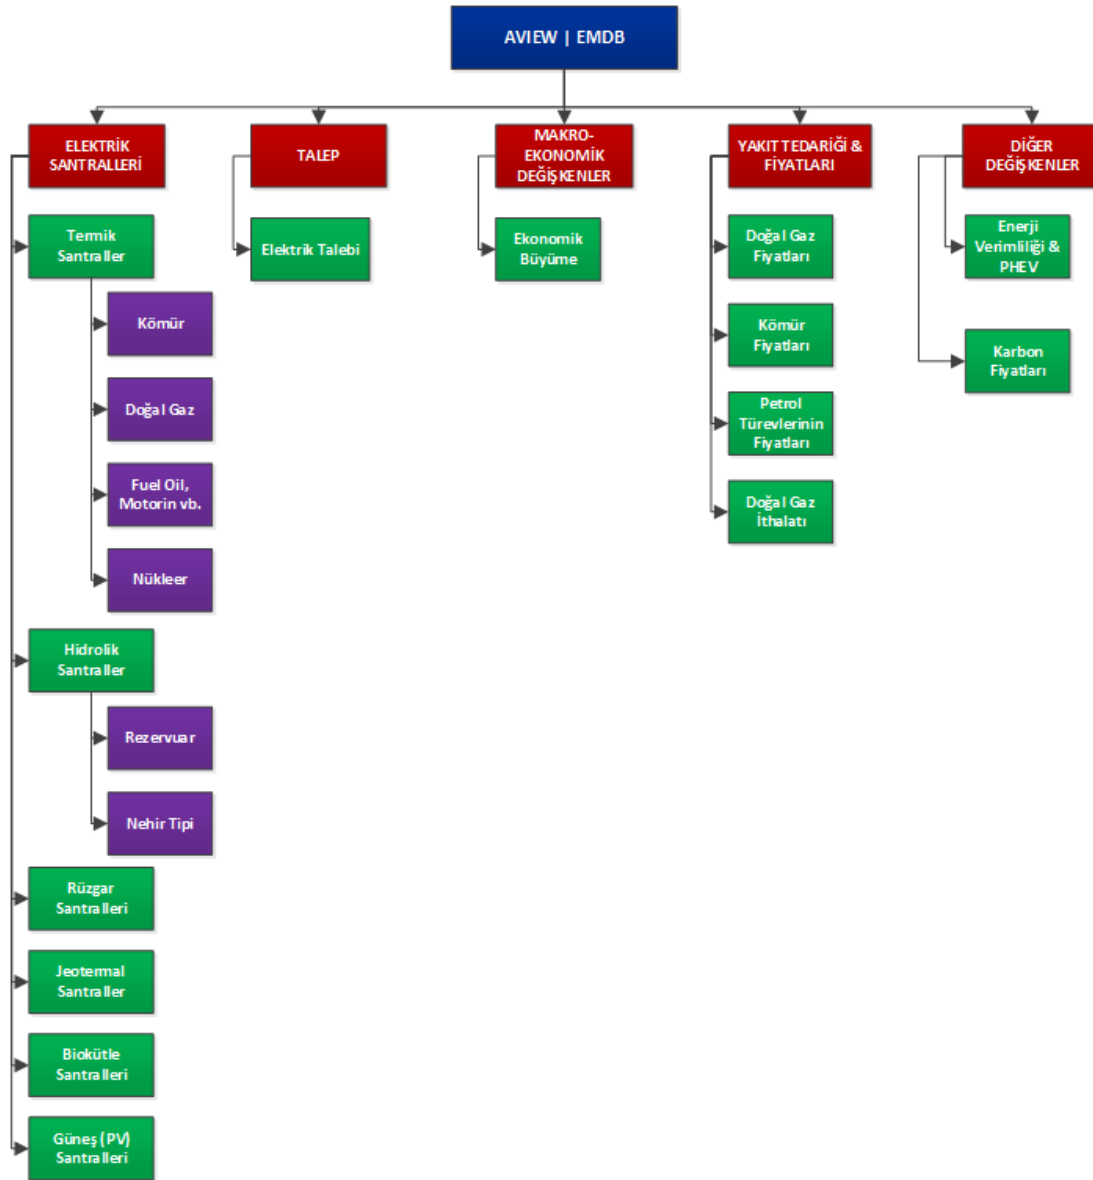 AVIEW | EMDB
ELEKTRİK
SANTRALLERİ
TALEP
MAKRO-
EKONOMİK
DEĞİŞKENLER
YAKIT TEDARİĞİ &
FİYATLARI
DİĞER
DEĞİŞKENLER
Termik
Santraller
Kömür
Doğal Gaz
Fuel Oil,
Motorin vb.
Nükleer
Hidrolik
Santraller
Rezervuar
Nehir Tipi
Rüzgar
Santralleri
Jeotermal
Santraller
Biokütle
Santralleri
Güneş (PV)
Santralleri
Elektrik Talebi
Ekonomik
Büyüme
Doğal Gaz
Fiyatları
Kömür
Fiyatları
Petrol
Türevlerinin
Fiyatları
Doğal Gaz
İthalatı
Enerji
Verimliliği &
PHEV
Karbon
Fiyatları